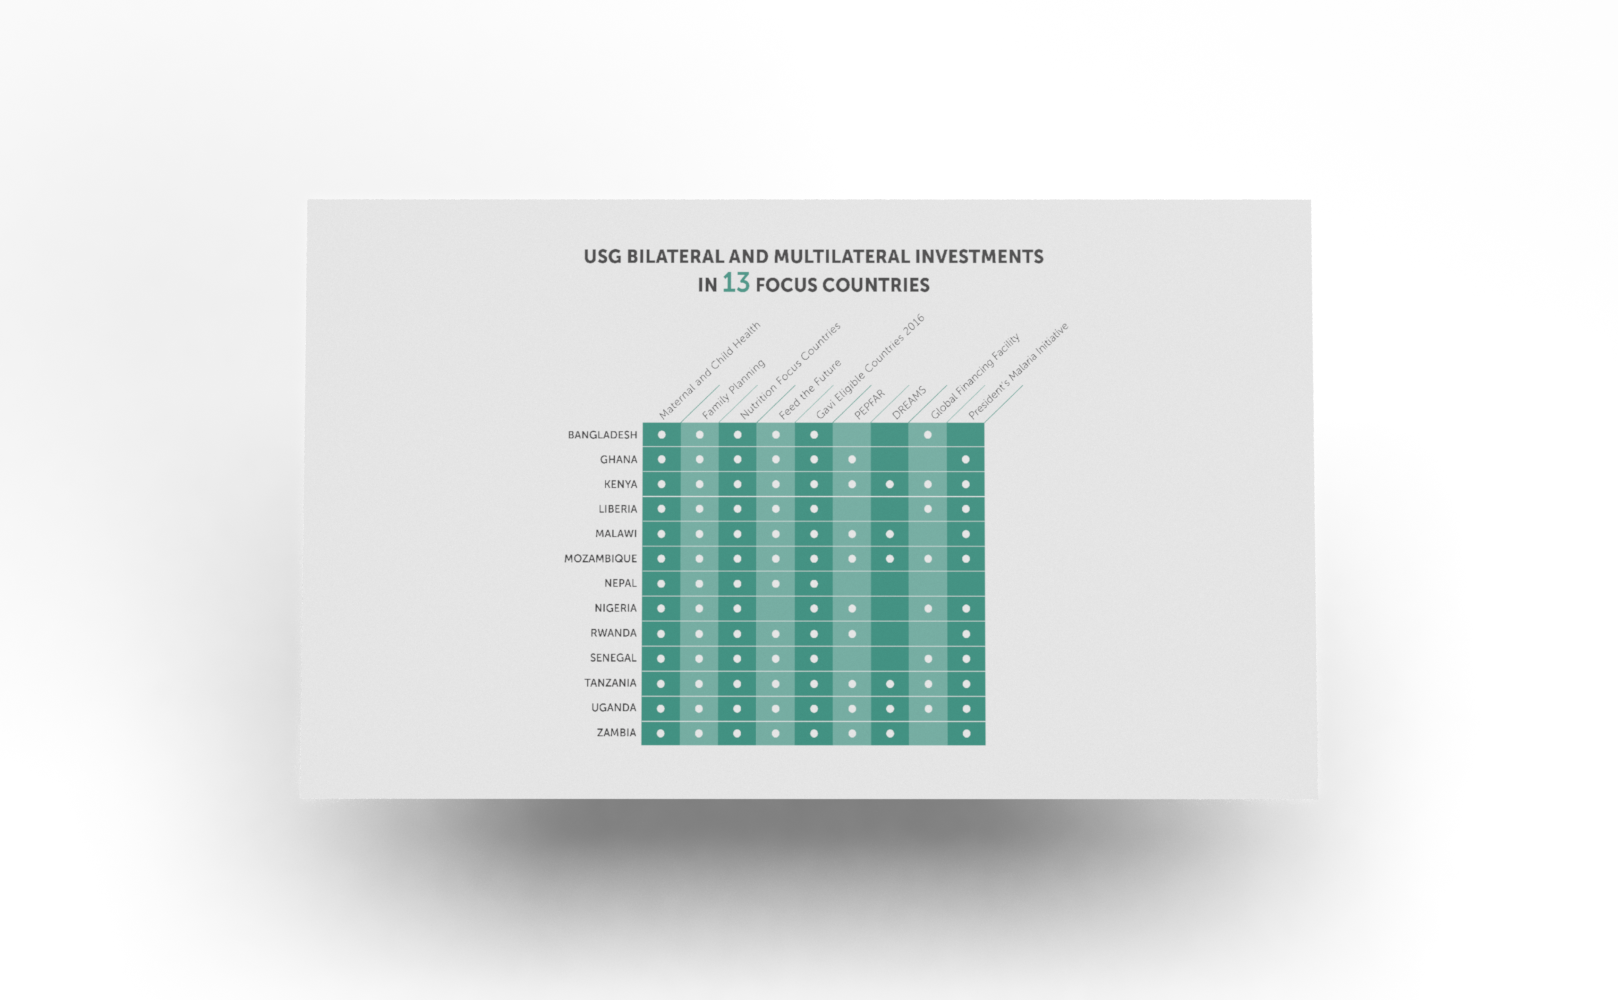 USG BILATERAL AND MULTILATERAL INVESTMENTS
IN 13 FOCUS COUNTRIES
Maternal and Child Health
Family Planning
Nutrition Focus Countries
Feed the Future
Gavi Eligible Countries 2016
PEPFAR
DREAMS
Global Financing Facility
President's Malaria Initiative
BANGLADESH
GHANA
KENYA
LIBERIA
MALAWI
MOZAMBIQUE
NEPAL
NIGERIA
RWANDA
SENEGAL
TANZANIA
UGANDA
ZAMBIA